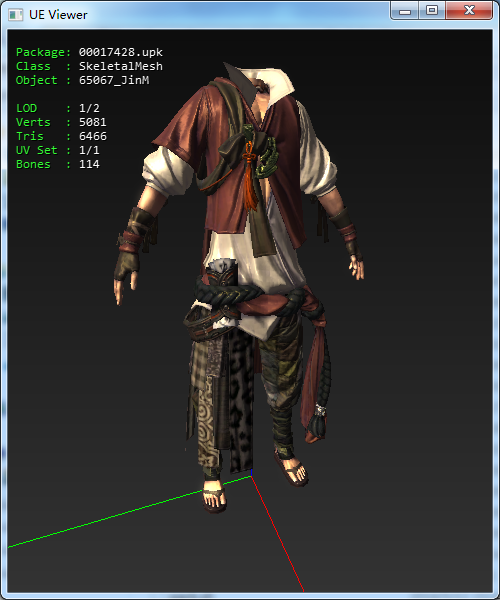 UE Viewer
Package: 00017428.upk
Class : SkeletalMesh
Object : 65067_JinM
LOD : 1/2
Verts : 5081
Tris : 6466
UV Set : 1/1
Bones : 114